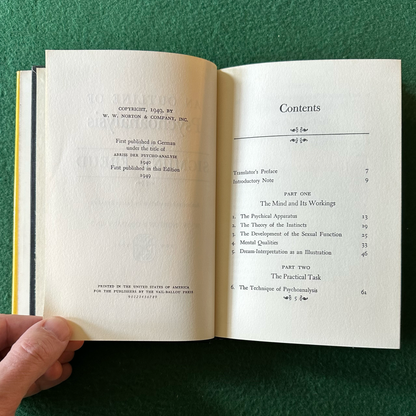 COPYRIGHT, 1949, BY
W. W. NORTON & COMPANY, INC.
First published in German
under the title of
ABRISS DER PSYCHO-ANALYSE
1940
First published in this Edition
1949
PRINTED IN THE UNITED STATES OF AMERICA
FOR THE PUBLISHERS BY THE VAIL-BALLOU PRESS
Contents
Translator's Preface 7
Introductory Note 9
PART ONE
The Mind and Its Workings
1. The Psychical Apparatus 13
2. The Theory of the Instincts 19
3. The Development of the Sexual Function 25
4. Mental Qualities 33
5. Dream-Interpretation as an Illustration 46
PART TWO
The Practical Task
6. The Technique of Psychoanalysis 62
5